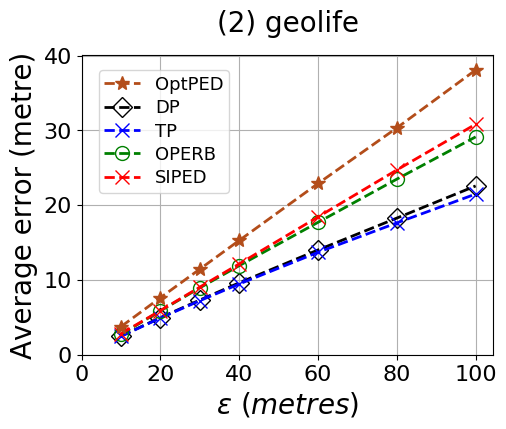 (2) geolife
Average error (metre)
40
30
20
10
0
OptPED
DP
TP
OPERB
SIPED
0 20 40 60 80 100
ε (metres)